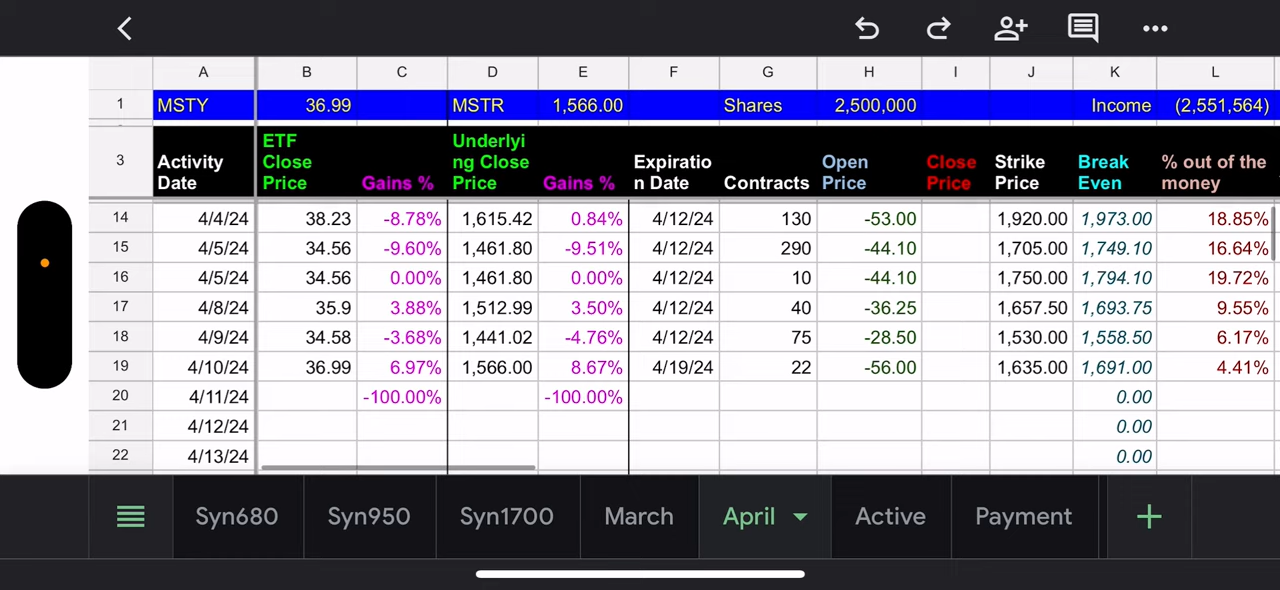 A B C D E F G H I J K L
1 MSTY 36.99 MSTR 1,566.00 Shares 2,500,000 Income (2,551,564)
3 Activity Date ETF Close Price Gains % Underlyi ng Close Price Gains % Expiratio n Date Contracts Open Price Close Price Strike Price Break Even % out of the money
14 4/4/24 38.23 -8.78% 1,615.42 0.84% 4/12/24 130 -53.00 1,920.00 1,973.00 18.85%
15 4/5/24 34.56 -9.60% 1,461.80 -9.51% 4/12/24 290 -44.10 1,705.00 1,749.10 16.64%
16 4/5/24 34.56 0.00% 1,461.80 0.00% 4/12/24 10 -44.10 1,750.00 1,794.10 19.72%
17 4/8/24 35.9 3.88% 1,512.99 3.50% 4/12/24 40 -36.25 1,657.50 1,693.75 9.55%
18 4/9/24 34.58 -3.68% 1,441.02 -4.76% 4/12/24 75 -28.50 1,530.00 1,558.50 6.17%
19 4/10/24 36.99 6.97% 1,566.00 8.67% 4/19/24 22 -56.00 1,635.00 1,691.00 4.41%
20 4/11/24 -100.00% -100.00% 0.00
21 4/12/24 0.00
22 4/13/24 0.00
Syn680 Syn950 Syn1700 March April Active Payment